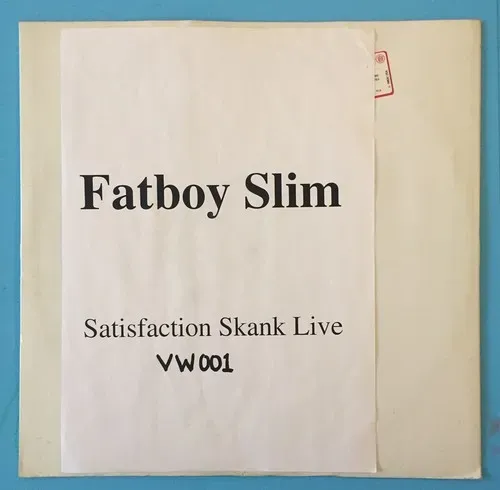 Fatboy Slim
Satisfaction Skank Live
VW001